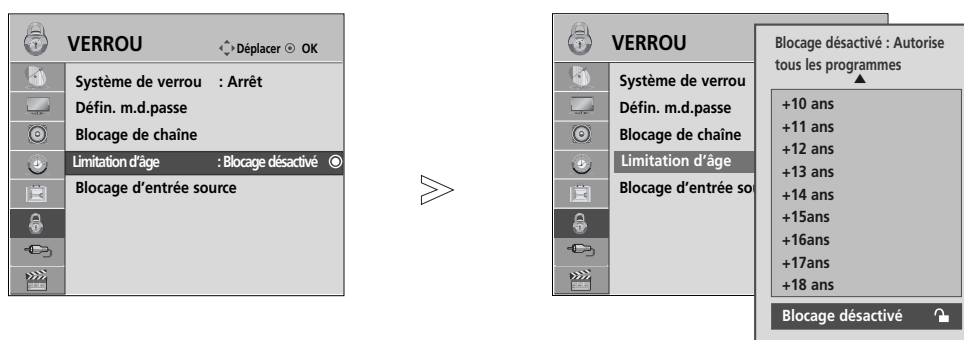 VERROU
Déplacer OK
Système de verrou : Arrêt
Défin. m.d.passe
Blocage de chaîne
Limitation d'âge : Blocage désactivé
Blocage d'entrée source
VERROU
Système de verrou
Défin. m.d.passe
Blocage de chaîne
Limitation d'âge
Blocage d'entrée sou
Blocage désactivé : Autorise
tous les programmes
+10 ans
+11 ans
+12 ans
+13 ans
+14 ans
+15ans
+16ans
+17ans
+18 ans
Blocage désactivé